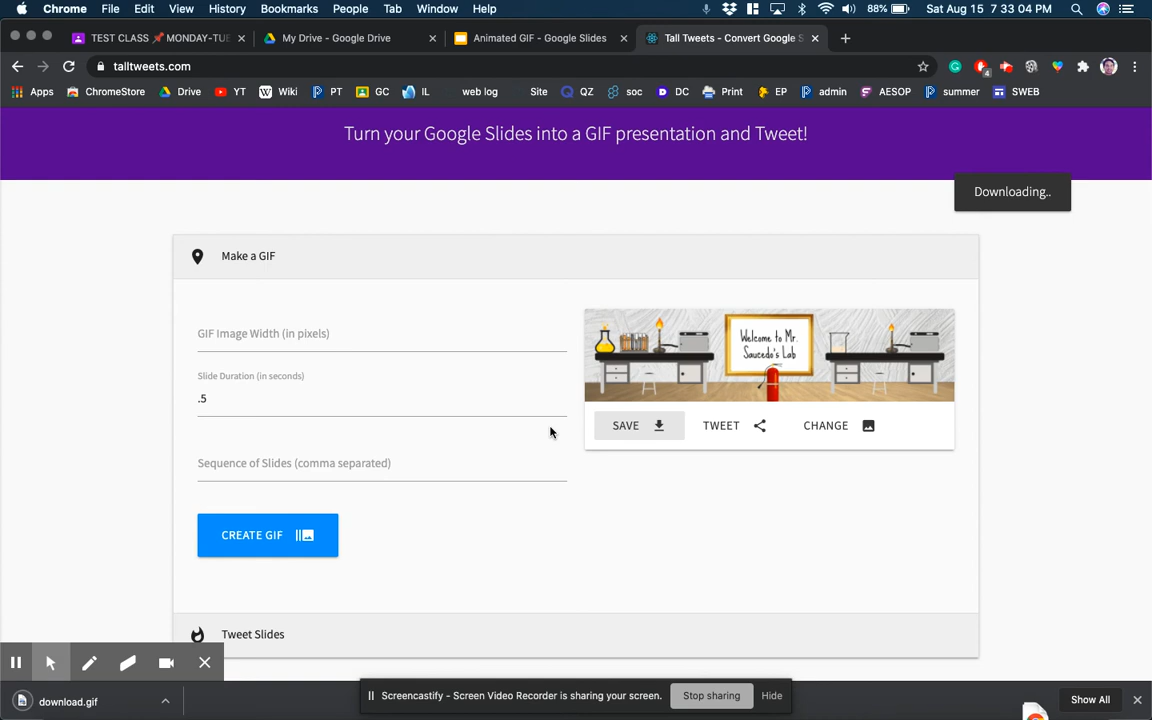 Chrome File Edit View History Bookmarks People Tab Window Help 88% Sat Aug 15 7 33 04 PM
TEST CLASS 📌 MONDAY-TUE My Drive - Google Drive Animated GIF - Google Slides Tall Tweets - Convert Google S
talltweets.com 4
Apps ChromeStore Drive YT Wiki PT GC IL web log Site QZ soc DC Print EP admin AESOP summer SWEB
Turn your Google Slides into a GIF presentation and Tweet!
Downloading..
Make a GIF
GIF Image Width (in pixels)
Slide Duration (in seconds)
.5
Sequence of Slides (comma separated)
CREATE GIF
Welcome to Mr.
Saucedo's Lab
SAVE TWEET CHANGE
Tweet Slides
download.gif
Screencastify - Screen Video Recorder is sharing your screen. Stop sharing Hide
Show All